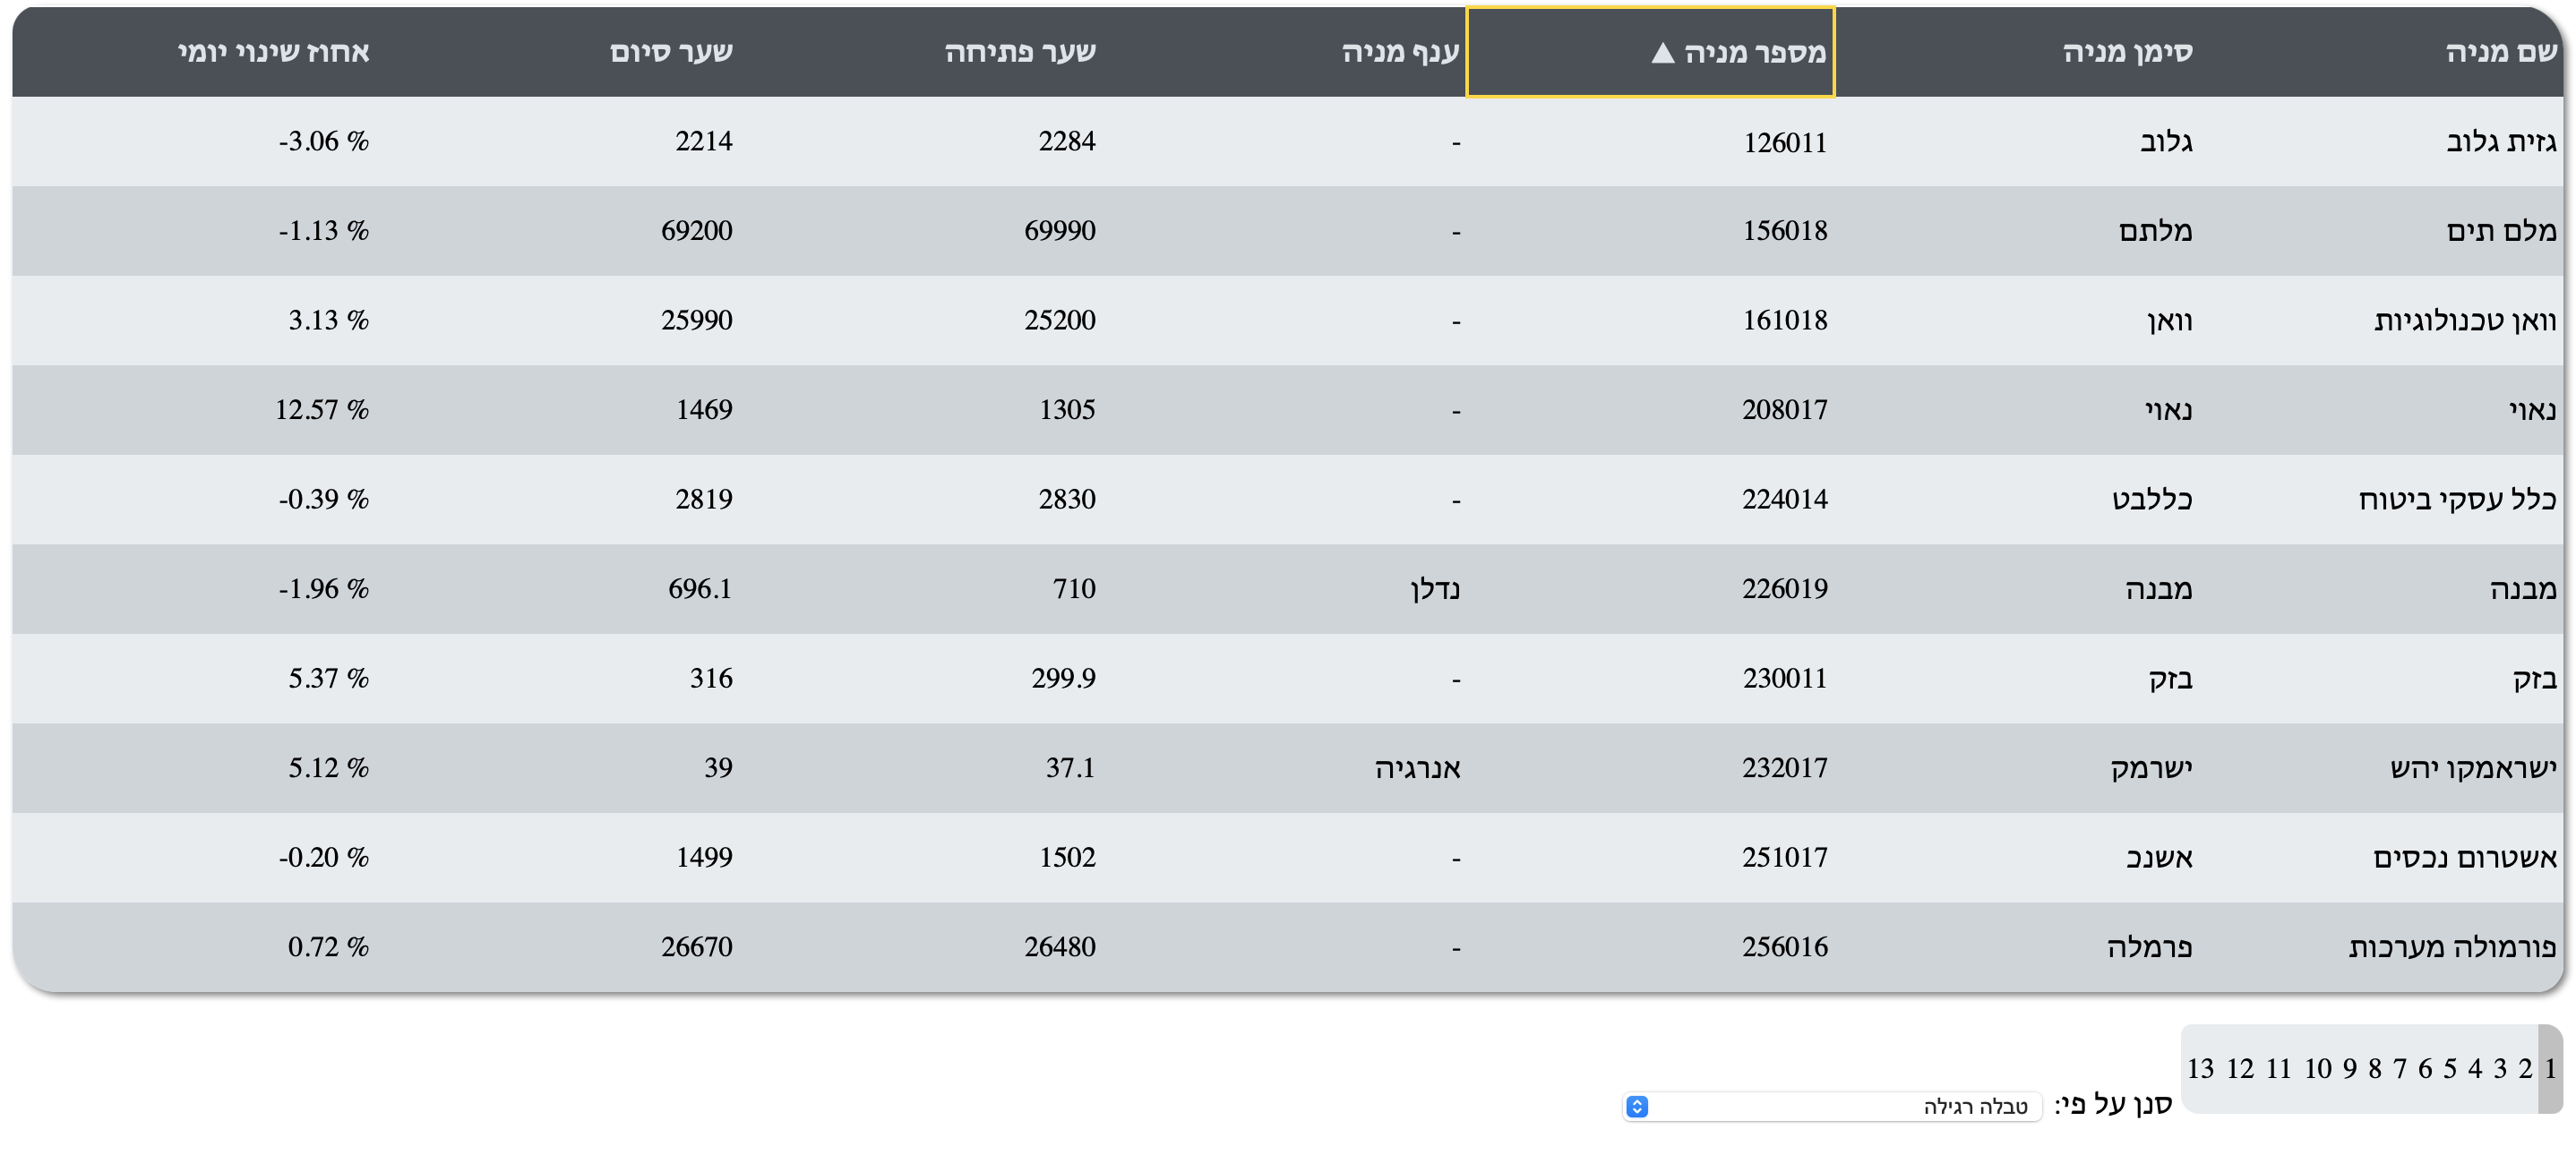 שם מניה סימן מניה מספר מניה ▲ ענף מניה שער פתיחה שער סיום אחוז שינוי יומי
גזית גלוב גלוב 126011 - 2284 2214 -3.06 %
מלם תים מלתם 156018 - 69990 69200 -1.13 %
וואן טכנולוגיות וואן 161018 - 25200 25990 3.13 %
נאוי נאוי 208017 - 1305 1469 12.57 %
כלל עסקי ביטוח כללבט 224014 - 2830 2819 -0.39 %
מבנה מבנה 226019 נדלן 710 696.1 -1.96 %
בזק בזק 230011 - 299.9 316 5.37 %
ישראמקו יהש ישרמק 232017 אנרגיה 37.1 39 5.12 %
אשטרום נכסים אשנכ 251017 - 1502 1499 -0.20 %
פורמולה מערכות פרמלה 256016 - 26480 26670 0.72 %
1 2 3 4 5 6 7 8 9 10 11 12 13
סנן על פי: טבלה רגילה